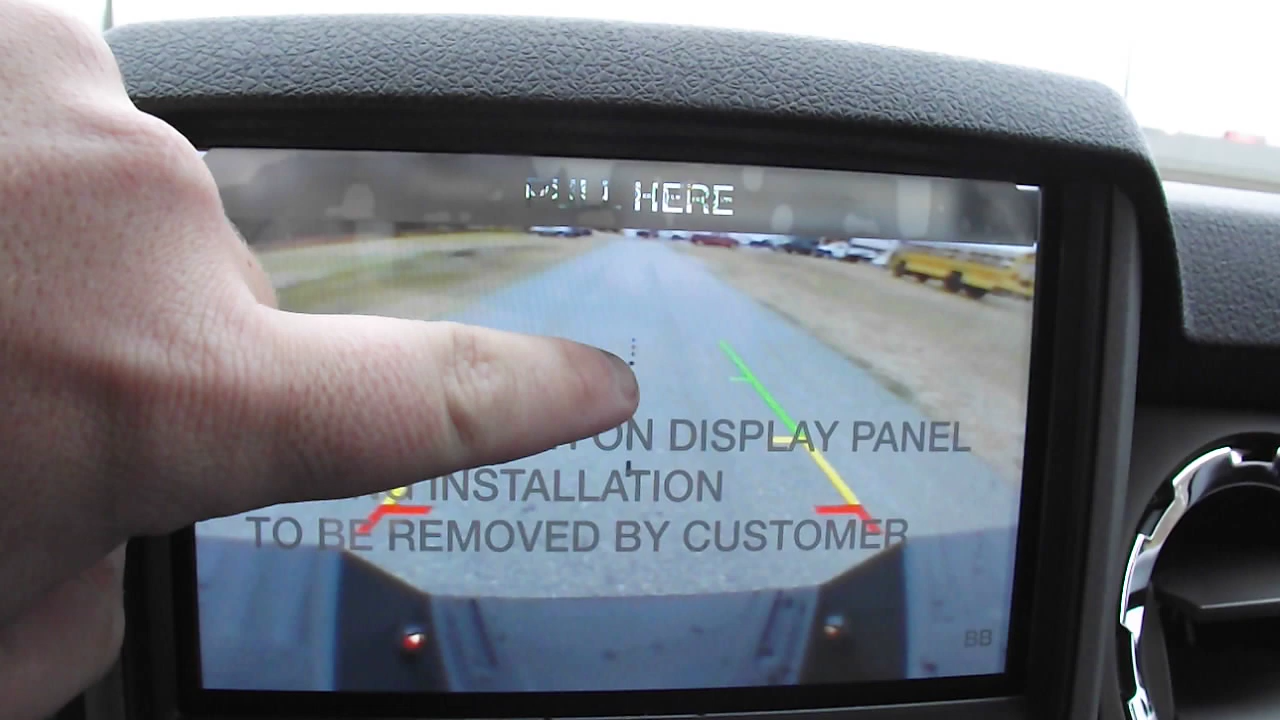 HERE
ON DISPLAY PANEL
INSTALLATION
TO BE REMOVED BY CUSTOMER
BB